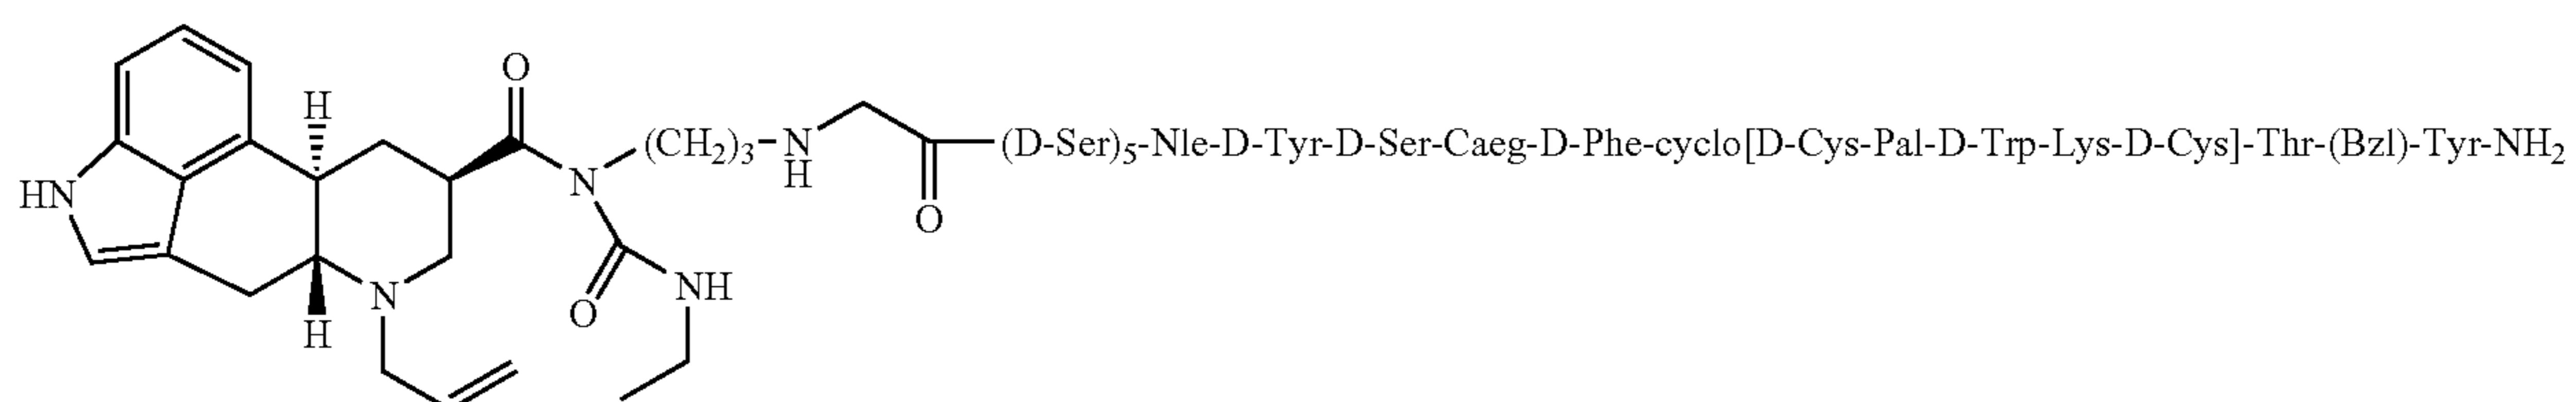 O
H
(CH2)3-N
H
(D-Ser)5-Nle-D-Tyr-D-Ser-Caeg-D-Phe-cyclo[D-Cys-Pal-D-Trp-Lys-D-Cys]-Thr-(Bzl)-Tyr-NH2
HN
N
O
N
NH
O
H